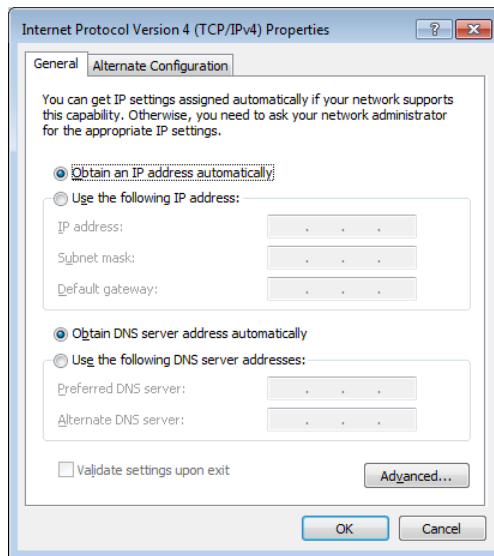 Internet Protocol Version 4 (TCP/IPv4) Properties
General
Alternate Configuration
You can get IP settings assigned automatically if your network supports
this capability. Otherwise, you need to ask your network administrator
for the appropriate IP settings.
Obtain an IP address automatically
Use the following IP address:
IP address:
Subnet mask:
Default gateway:
Obtain DNS server address automatically
Use the following DNS server addresses:
Preferred DNS server:
Alternate DNS server:
Validate settings upon exit
Advanced...
OK
Cancel